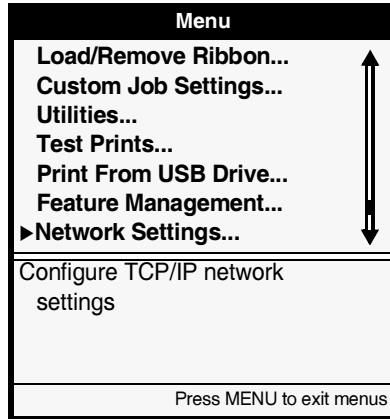 Menu
Load/Remove Ribbon...
Custom Job Settings...
Utilities...
Test Prints...
Print From USB Drive...
Feature Management...
▶Network Settings...
Configure TCP/IP network
settings
Press MENU to exit menus